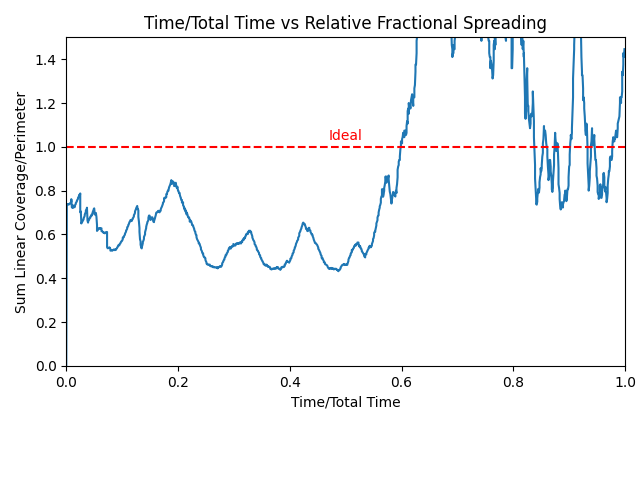 Time/Total Time vs Relative Fractional Spreading
Sum Linear Coverage/Perimeter
1.4
1.2
1.0
0.8
0.6
0.4
0.2
0.0
Ideal
0.0 0.2 0.4 0.6 0.8 1.0
Time/Total Time